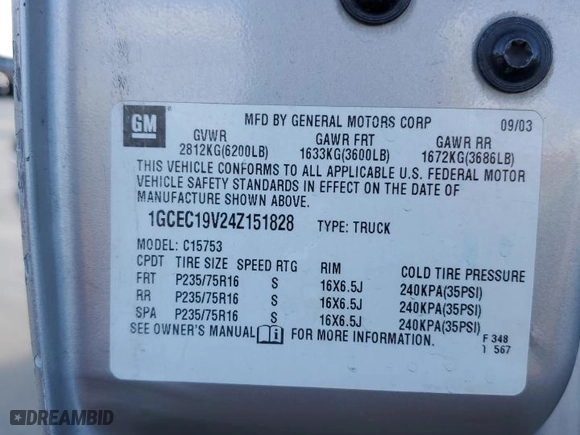 GM
MFD BY GENERAL MOTORS CORP 09/03
GVWR GAWR FRT GAWR RR
2812KG(6200LB) 1633KG(3600LB) 1672KG(3686LB)
THIS VEHICLE CONFORMS TO ALL APPLICABLE U.S. FEDERAL MOTOR
VEHICLE SAFETY STANDARDS IN EFFECT ON THE DATE OF
MANUFACTURE SHOWN ABOVE.
1GCEC19V24Z151828 TYPE: TRUCK
MODEL: C15753
CPDT TIRE SIZE SPEED RTG RIM COLD TIRE PRESSURE
FRT P235/75R16 S 16X6.5J 240KPA(35PSI)
RR P235/75R16 S 16X6.5J 240KPA(35PSI)
SPA P235/75R16 S 16X6.5J 240KPA(35PSI)
SEE OWNER'S MANUAL FOR MORE INFORMATION.
F 348
1 567
DREAMBID